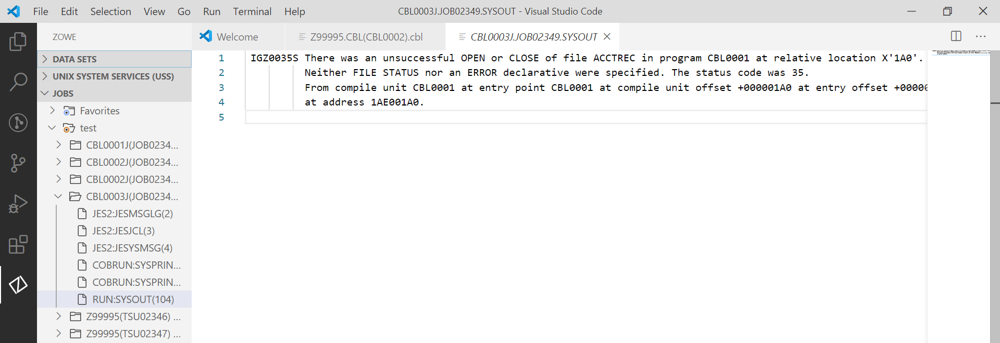 File Edit Selection View Go Run Terminal Help CBL0003J.JOB02349.SYSOUT - Visual Studio Code
ZOWE
Welcome
Z99995.CBL(CBL0002).cbl
CBL0003J.JOB02349.SYSOUT
DATA SETS
UNIX SYSTEM SERVICES (USS)
JOBS
Favorites
test
CBL0001J(JOB0234...
CBL0002J(JOB0234...
CBL0002J(JOB0234...
CBL0003J(JOB0234...
JES2:JESMSGLG(2)
JES2:JESJCL(3)
JES2:JESYSMSG(4)
COBRUN:SYSPRIN...
COBRUN:SYSPRIN...
RUN:SYSOUT(104)
Z99995(TSU02346) ...
Z99995(TSU02347) ...
1 IGZ0035S There was an unsuccessful OPEN or CLOSE of file ACCTREC in program CBL0001 at relative location X'1A0'.
2 Neither FILE STATUS nor an ERROR declarative were specified. The status code was 35.
3 From compile unit CBL0001 at entry point CBL0001 at compile unit offset +000001A0 at entry offset +0000
4 at address 1AE001A0.
5